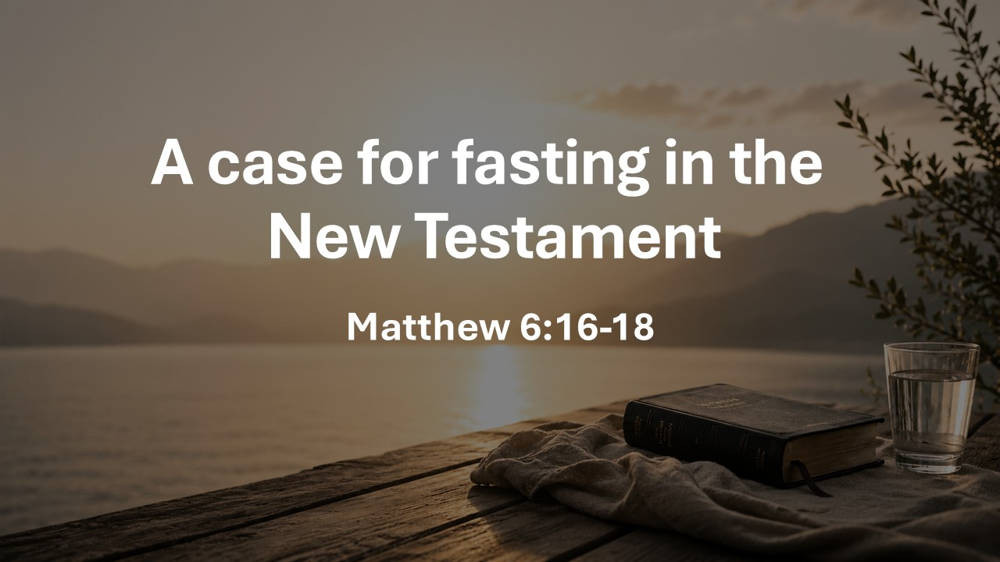 A case for fasting in the
New Testament
Matthew 6:16-18